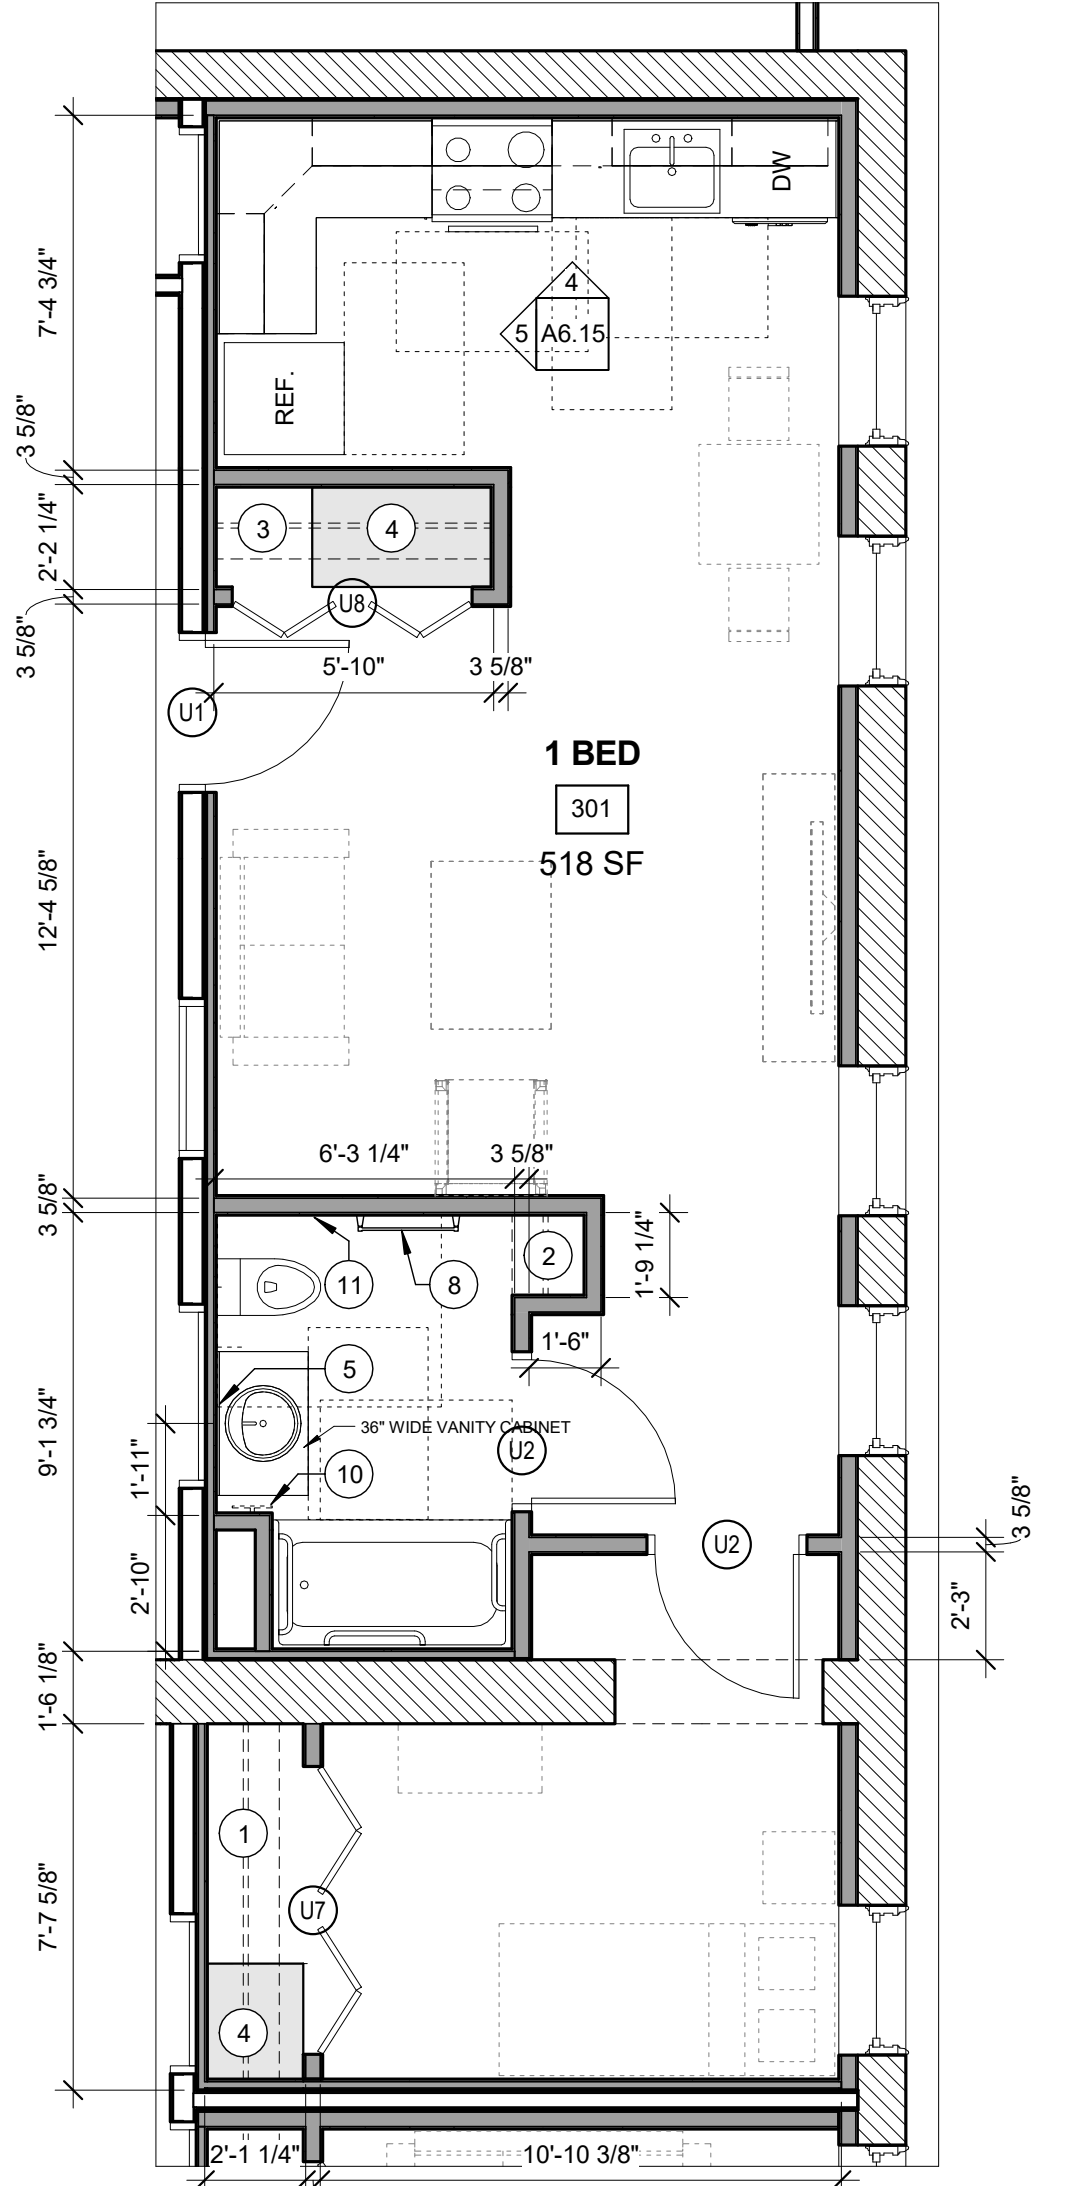 DW
7'-4 3/4"
4
5 A6.15
REF.
3 5/8"
3 4
2'-2 1/4"
U8
3 5/8"
5'-10" 3 5/8"
U1
1 BED
301
518 SF
12'-4 5/8"
6'-3 1/4" 3 5/8"
3 5/8"
2
1'-9 1/4"
11 8
1'-6"
5
9'-1 3/4"
36" WIDE VANITY CABINET
U2
1'-11"
10
3 5/8"
U2
2'-10"
2'-3"
1'-6 1/8"
1
U7
7'-7 5/8"
4
2'-1 1/4" 10'-10 3/8"